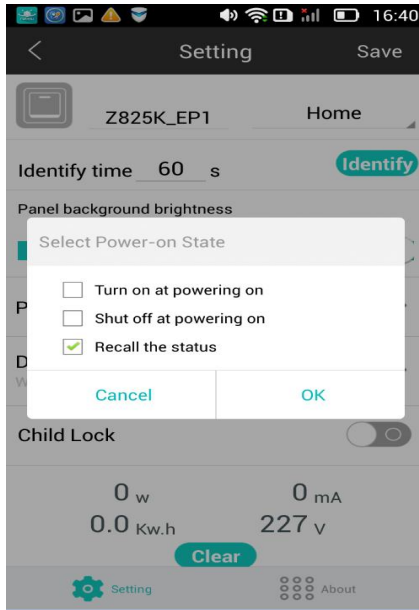 16:40
Setting Save
Z825K_EP1 Home
Identify time 60 s Identify
Panel background brightness
Select Power-on State
Turn on at powering on
Shut off at powering on
P
Recall the status
D
W
Cancel OK
Child Lock
0 w 0 mA
0.0 Kw.h 227 V
Clear
Setting About